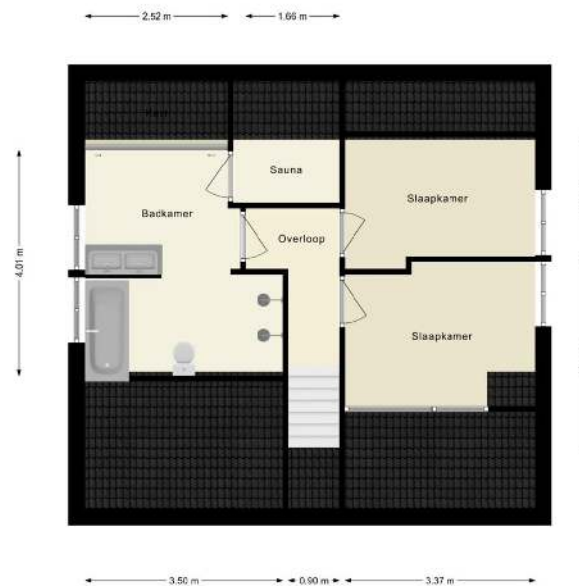 2.52 m
1.66 m
Sauna
Slaapkamer
Badkamer
Overloop
4.01 m
Slaapkamer
3.50 m
0.90 m
3.37 m